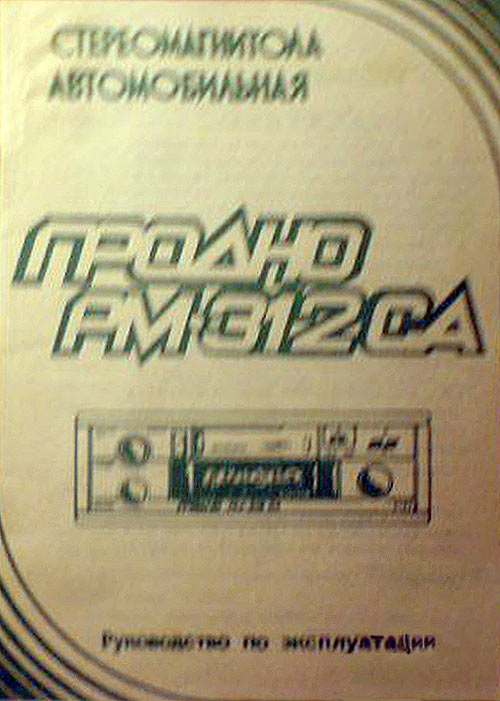 СТЕРЕОМАГНИТОЛА
АВТОМОБИЛЬНАЯ
ГРОДНО
РМ-312СА
Руководство по эксплуатации